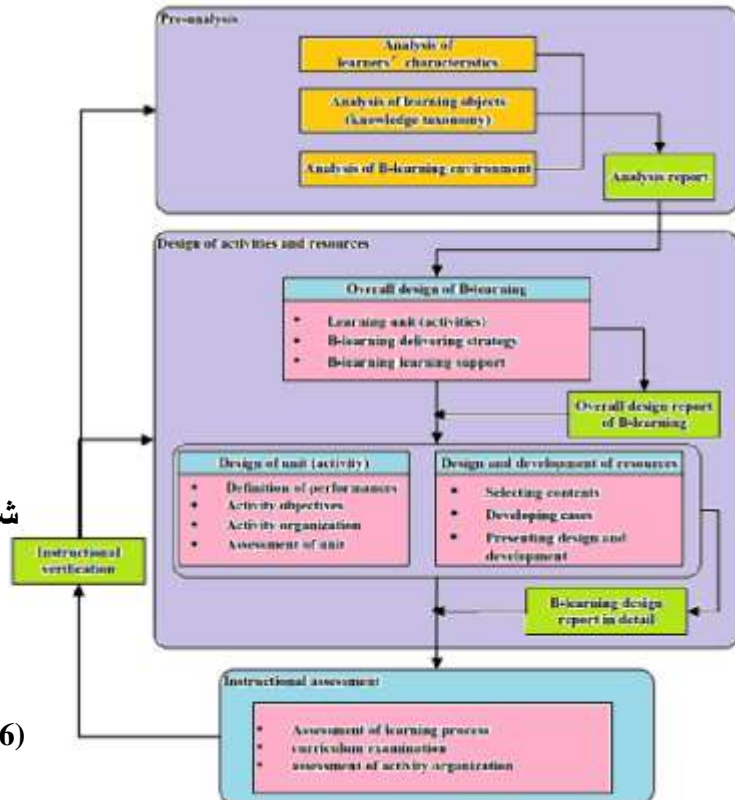 Pre-analysis
Analysis of
learners' characteristics
Analysis of learning objects
(knowledge taxonomy)
Analysis of B-learning environment
Analysis report
Design of activities and resources
Overall design of B-learning
• Learning unit (activities)
• B-learning delivering strategy
• B-learning learning support
Overall design report
of B-learning
Design of unit (activity)
• Definition of performances
• Activity objectives
• Activity organization
• Assessment of unit
Design and development of resources
• Selecting contents
• Developing cases
• Presenting design and
development
Instructional
verification
B-learning design
report in detail
Instructional assessment
• Assessment of learning process
• curriculum examination
• assessment of activity organization
6)